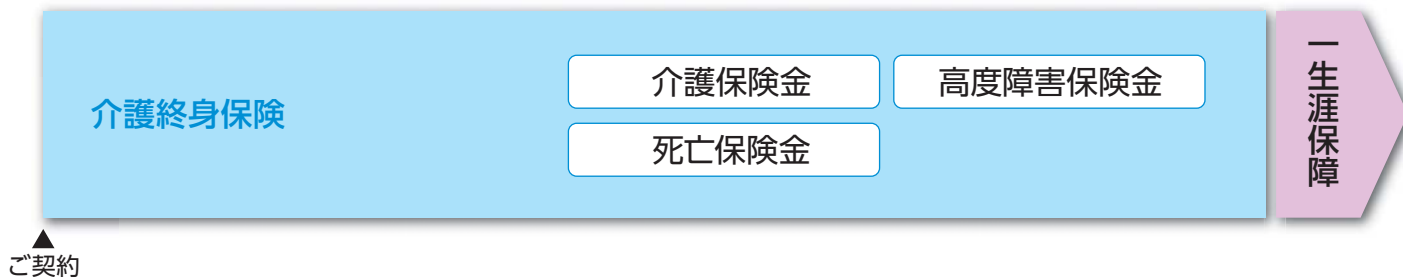 介護終身保険
介護保険金
高度障害保険金
死亡保険金
一生涯保障
ご契約